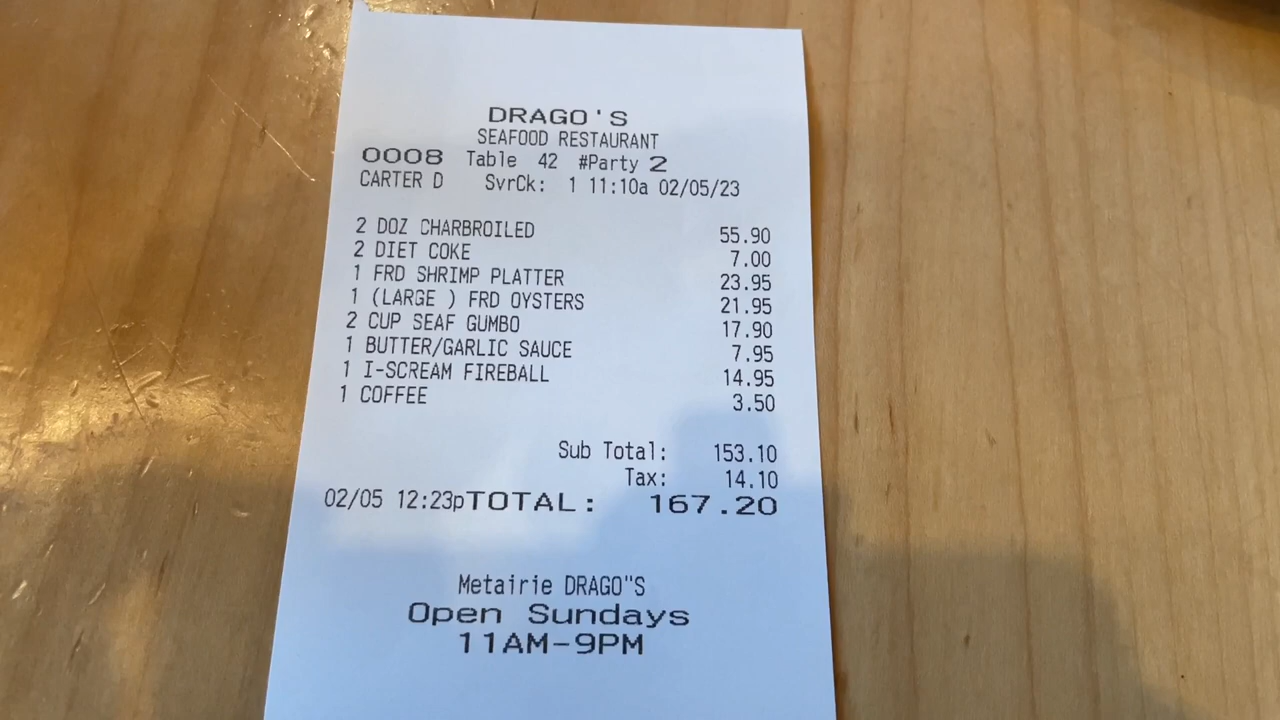 DRAGO'S
SEAFOOD RESTAURANT
0008 Table 42 #Party 2
CARTER D SvrCk: 1 11:10a 02/05/23
2 DOZ CHARBROILED 55.90
2 DIET COKE 7.00
1 FRD SHRIMP PLATTER 23.95
1 (LARGE ) FRD OYSTERS 21.95
2 CUP SEAF GUMBO 17.90
1 BUTTER/GARLIC SAUCE 7.95
1 I-SCREAM FIREBALL 14.95
1 COFFEE 3.50
Sub Total: 153.10
Tax: 14.10
02/05 12:23pTOTAL: 167.20
Metairie DRAGO"S
Open Sundays
11AM-9PM